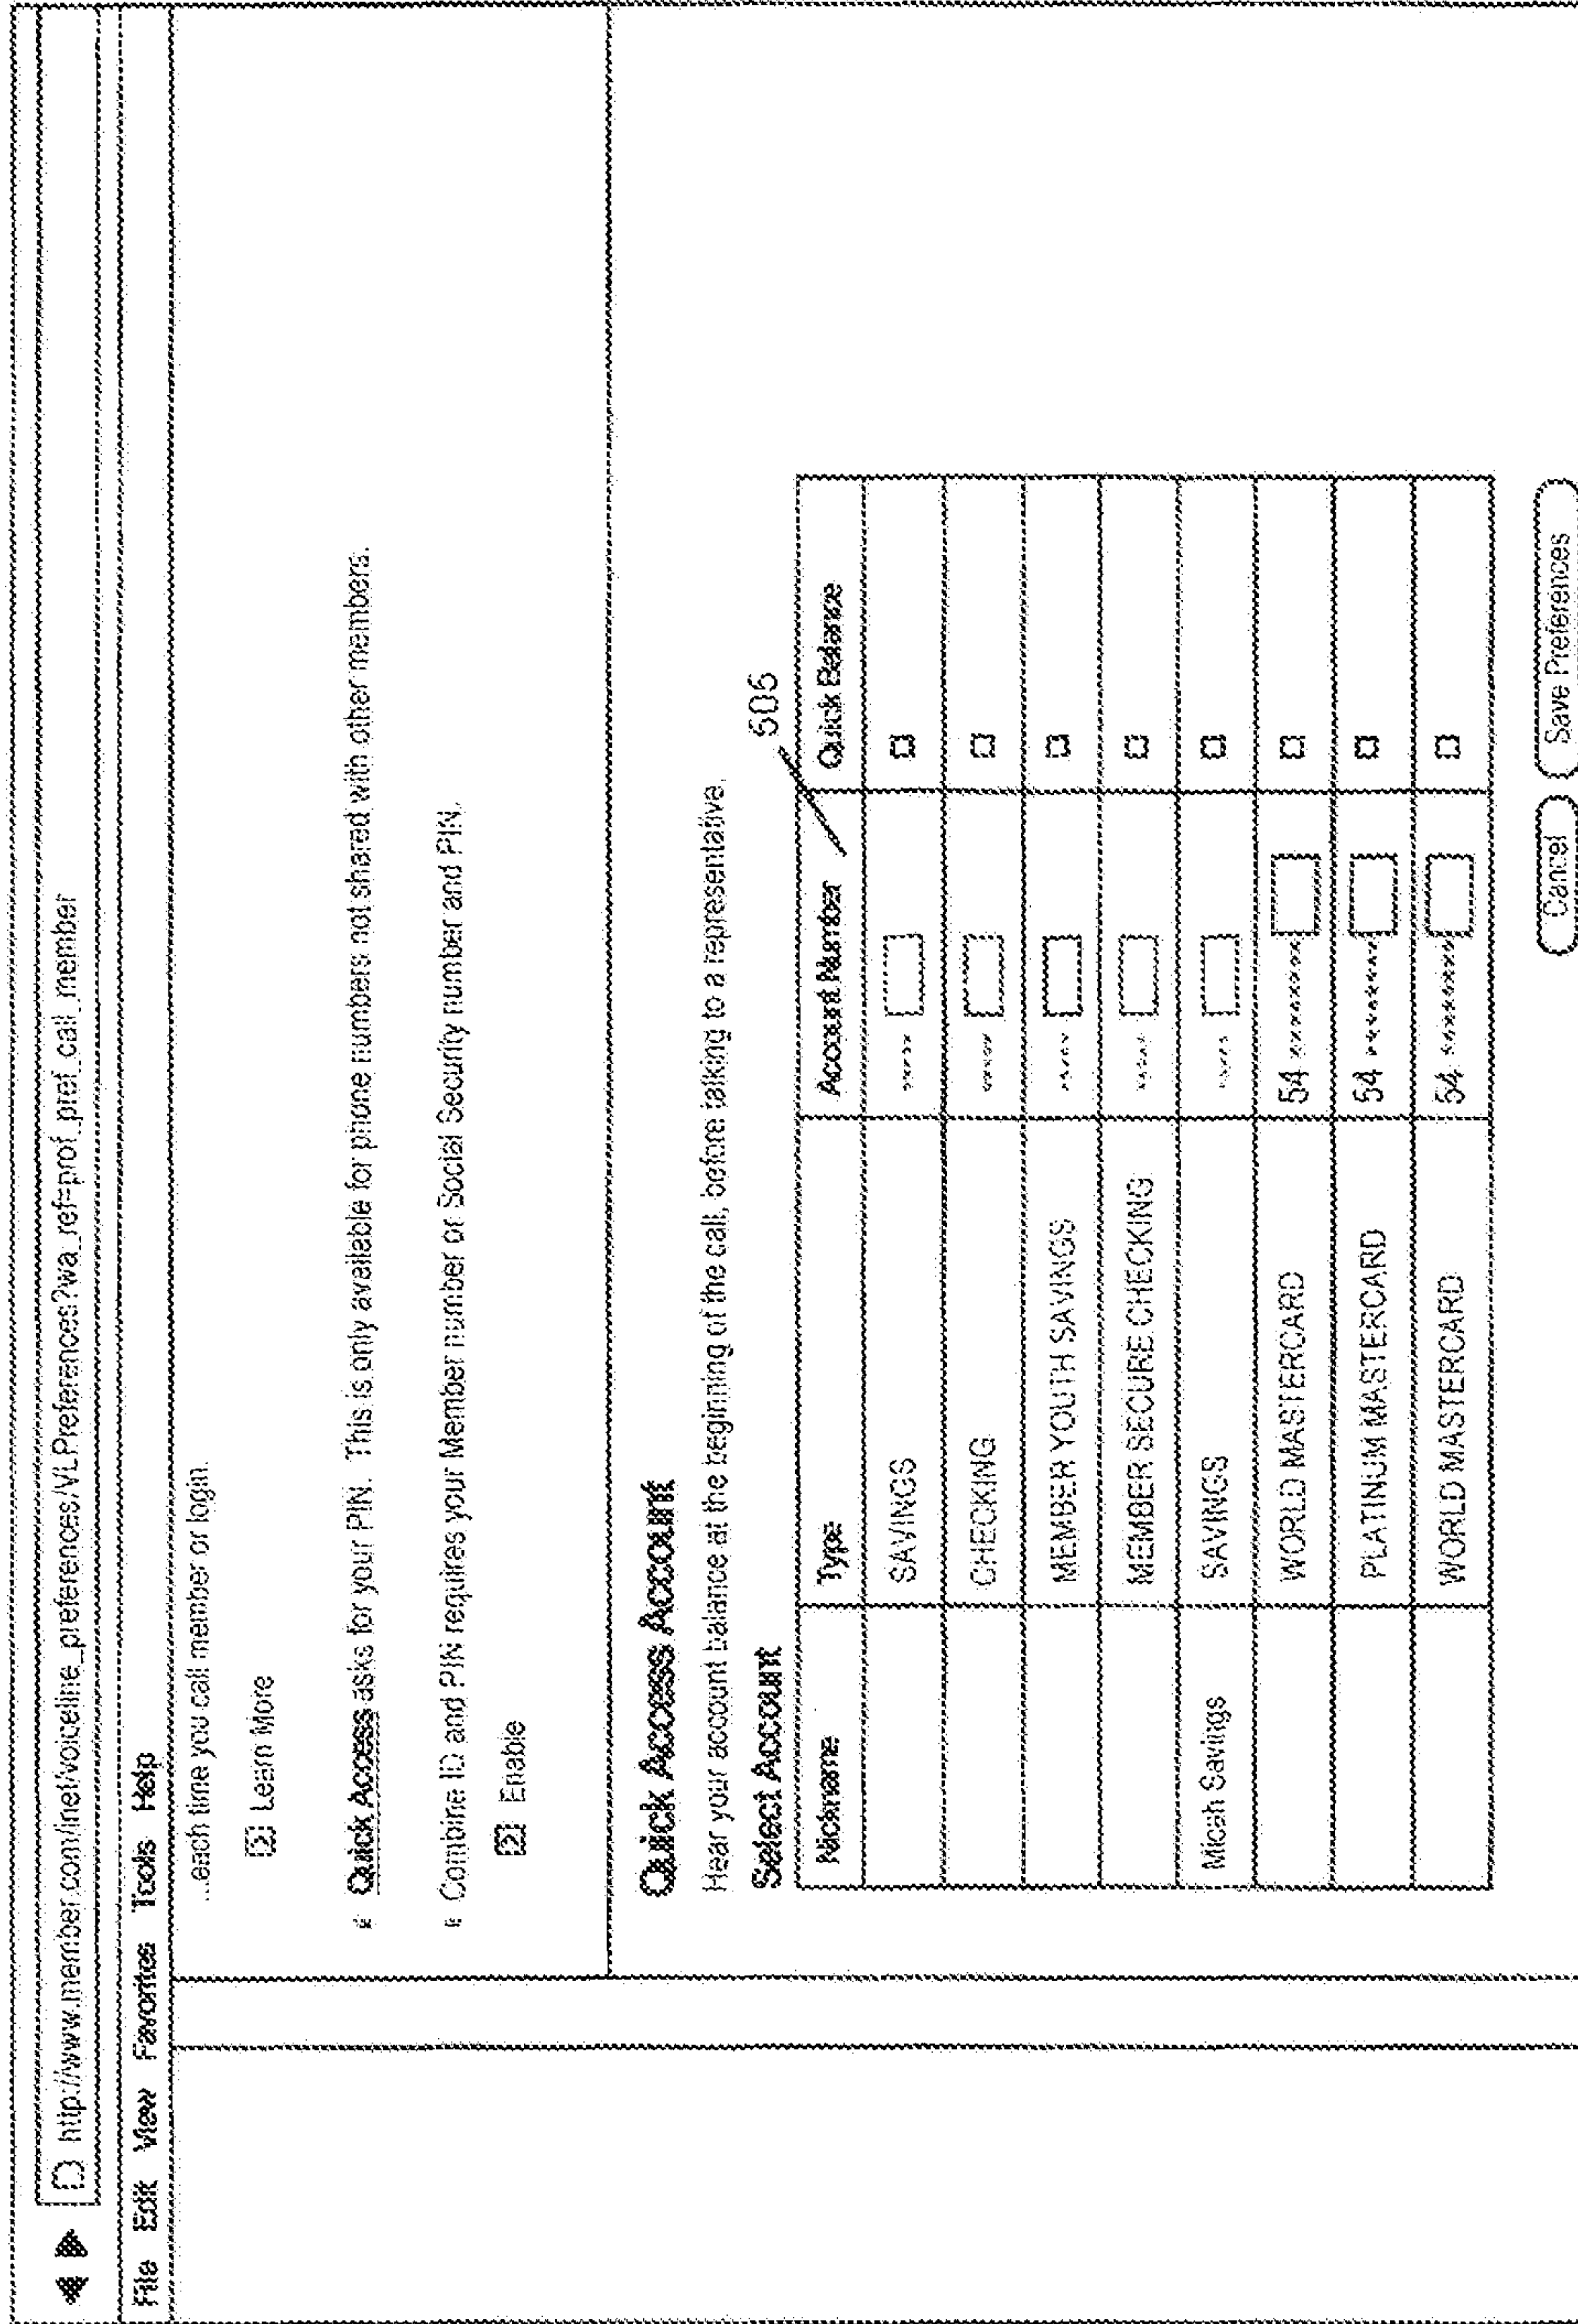 http://www.member.com/inet/voiceline_preferences/VLPreferences?wa_ref=prof_pref_call_member
File Edit View Favorites Tools Help
...each time you call member or login.
Learn More
Quick Access asks for your PIN. This is only available for phone numbers not shared with other members.
Combine ID and PIN requires your Member number or Social Security number and PIN.
Enable
Quick Access Account
Hear your account balance at the beginning of the call, before talking to a representative.
Select Account
506
Nickname Type Account Number Quick Balance
SAVINGS *****
CHECKING *****
MEMBER YOUTH SAVINGS *****
MEMBER SECURE CHECKING *****
Micah Savings SAVINGS *****
WORLD MASTERCARD 54 **********
PLATINUM MASTERCARD 54 ********
WORLD MASTERCARD 54 *********
Cancel Save Preferences